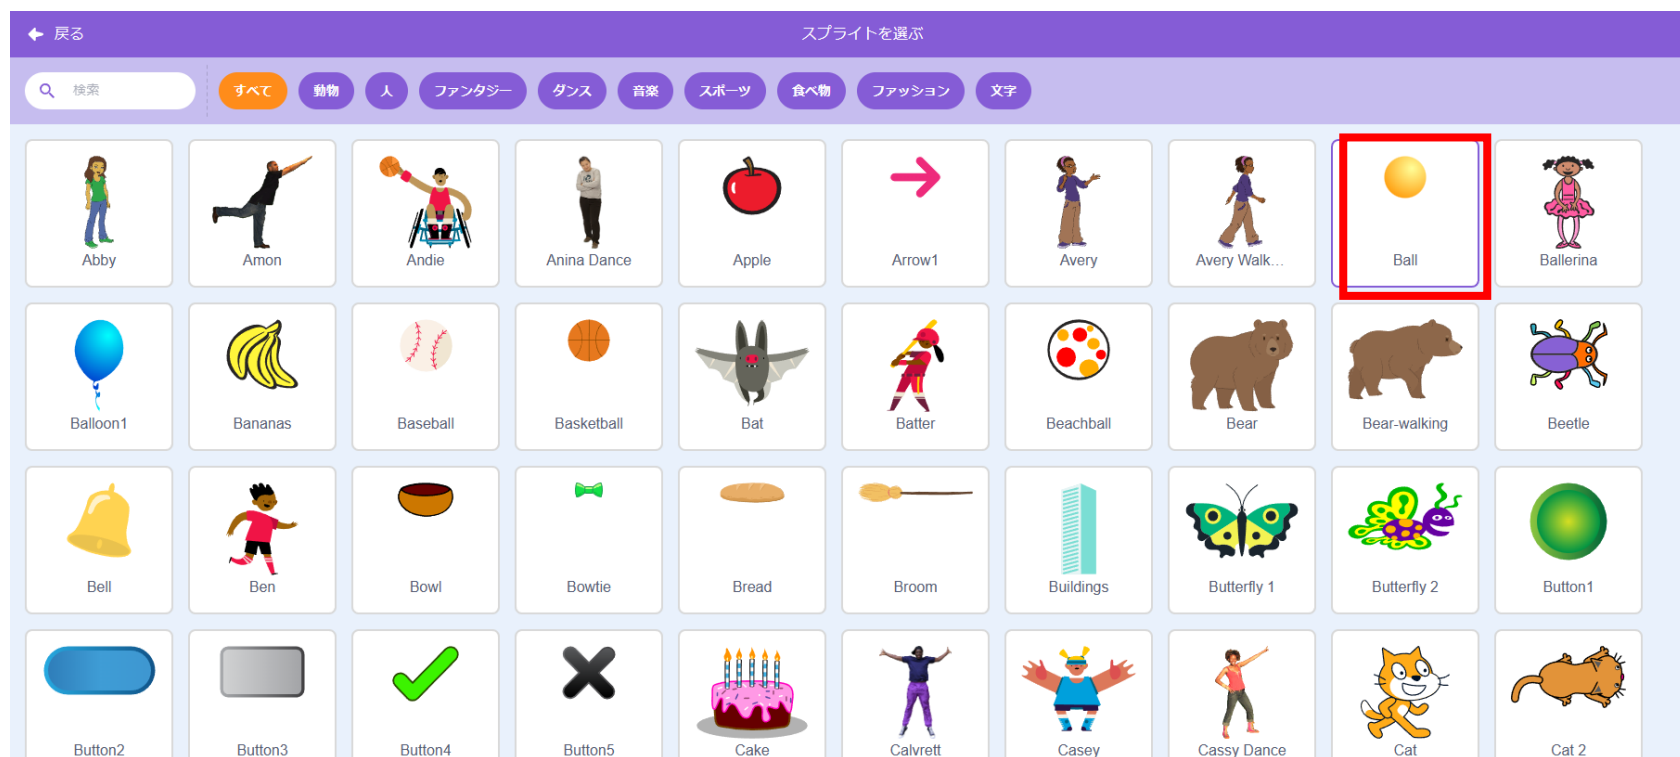 戻る
スプライトを選ぶ
検索
すべて
動物
人
ファンタジー
ダンス
音楽
スポーツ
食べ物
ファッション
文字
Abby
Amon
Andie
Anina Dance
Apple
Arrow1
Avery
Avery Walk...
Ball
Ballerina
Balloon1
Bananas
Baseball
Basketball
Bat
Batter
Beachball
Bear
Bear-walking
Beetle
Bell
Ben
Bowl
Bowtie
Bread
Broom
Buildings
Butterfly 1
Butterfly 2
Button1
Button2
Button3
Button4
Button5
Cake
Calvrett
Casey
Cassy Dance
Cat
Cat 2